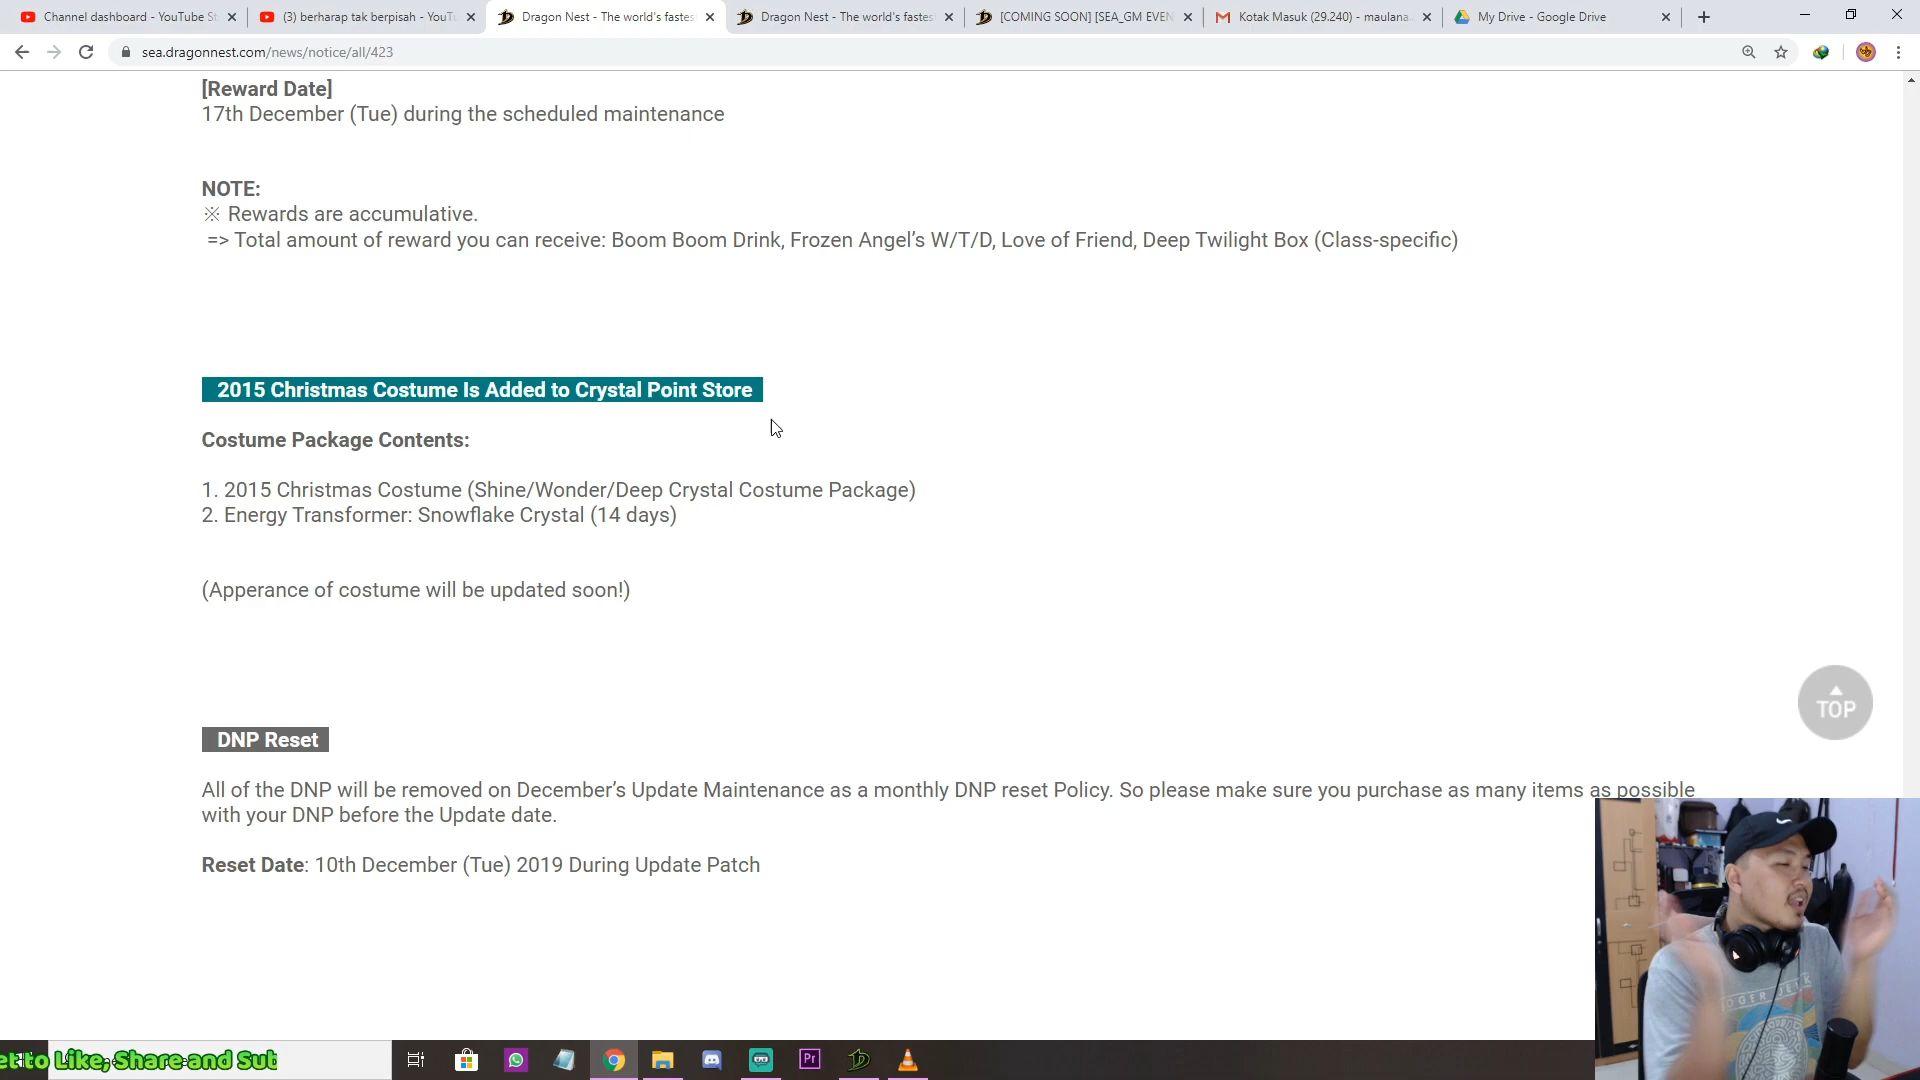 Channel dashboard - YouTube St
(3) berharap tak berpisah - YouTu
Dragon Nest - The world's fastes
Dragon Nest - The world's fastes
[COMING SOON] [SEA_GM EVEN
Kotak Masuk (29.240) - maulana.
My Drive - Google Drive
sea.dragonnest.com/news/notice/all/423
[Reward Date]
17th December (Tue) during the scheduled maintenance
NOTE:
※ Rewards are accumulative.
=> Total amount of reward you can receive: Boom Boom Drink, Frozen Angel’s W/T/D, Love of Friend, Deep Twilight Box (Class-specific)
2015 Christmas Costume Is Added to Crystal Point Store
Costume Package Contents:
1. 2015 Christmas Costume (Shine/Wonder/Deep Crystal Costume Package)
2. Energy Transformer: Snowflake Crystal (14 days)
(Apperance of costume will be updated soon!)
TOP
DNP Reset
All of the DNP will be removed on December’s Update Maintenance as a monthly DNP reset Policy. So please make sure you purchase as many items as possible
with your DNP before the Update date.
Reset Date: 10th December (Tue) 2019 During Update Patch
et to Like, Share and Sub
Pr